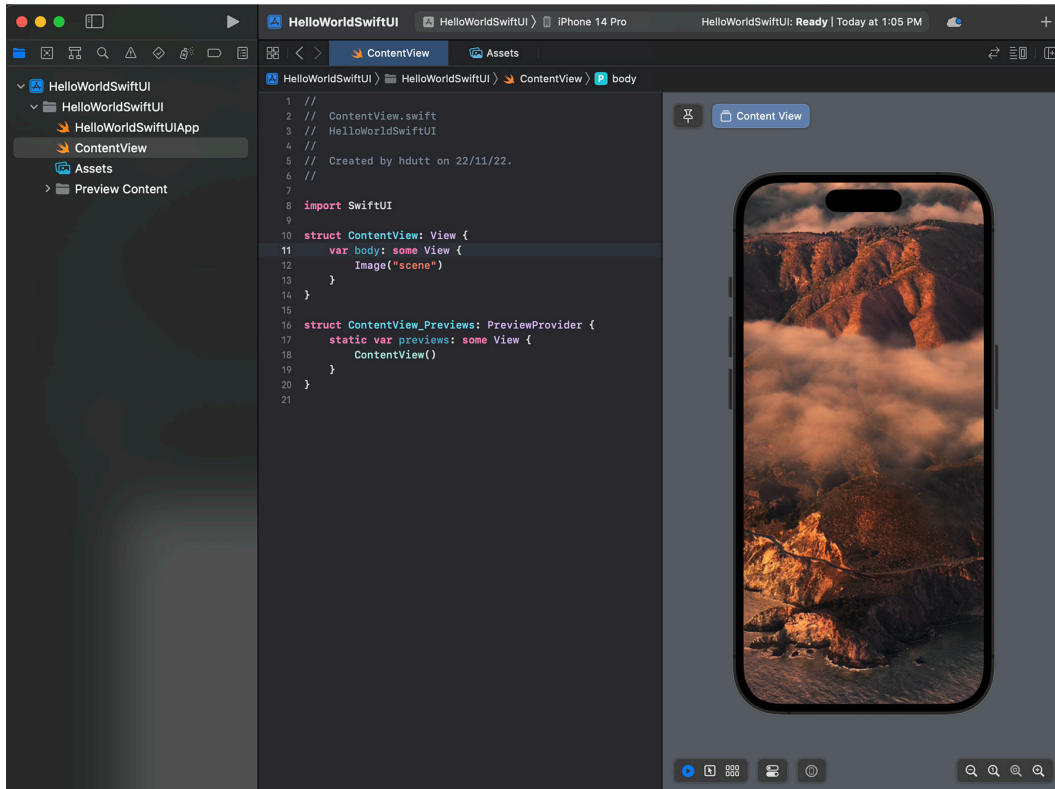 HelloWorldSwiftUI
HelloWorldSwiftUI 〉 iPhone 14 Pro
HelloWorldSwiftUI: Ready | Today at 1:05 PM
ContentView
Assets
HelloWorldSwiftUI 〉 HelloWorldSwiftUI 〉 ContentView 〉 P body
HelloWorldSwiftUI
HelloWorldSwiftUI
HelloWorldSwiftUIApp
ContentView
Assets
Preview Content
1 //
2 //  ContentView.swift
3 //  HelloWorldSwiftUI
4 //
5 //  Created by hdutt on 22/11/22.
6 //
7
8 import SwiftUI
9
10 struct ContentView: View {
11     var body: some View {
12         Image("scene")
13     }
14 }
15
16 struct ContentView_Previews: PreviewProvider {
17     static var previews: some View {
18         ContentView()
19     }
20 }
21
Content View